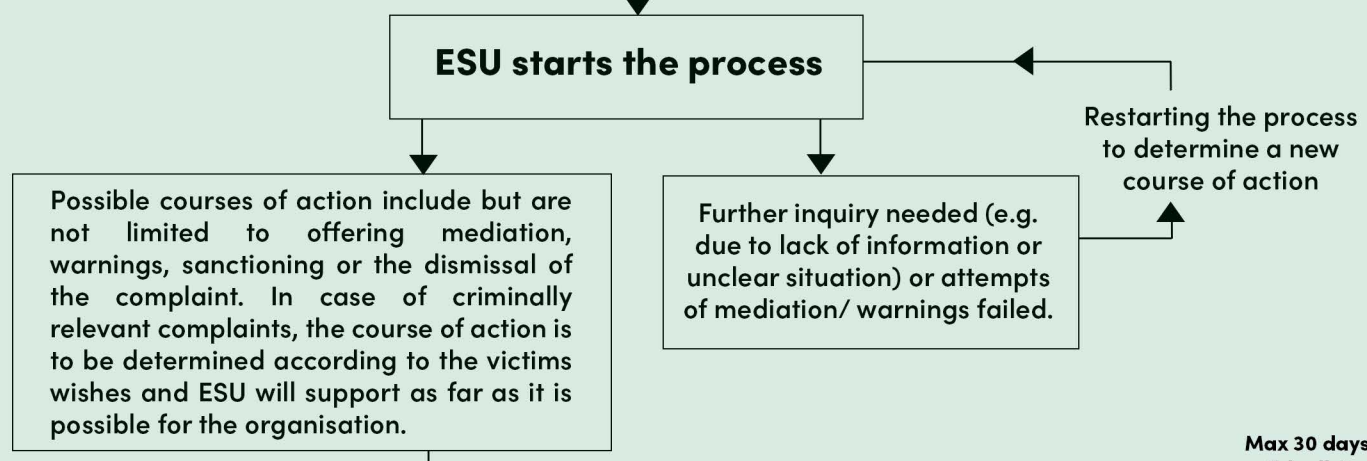 ESU starts the process
Restarting the process
to determine a new
course of action
Possible courses of action include but are
not limited to offering mediation,
warnings, sanctioning or the dismissal of
the complaint. In case of criminally
relevant complaints, the course of action is
to be determined according to the victims
wishes and ESU will support as far as it is
possible for the organisation.
Further inquiry needed (e.g.
due to lack of information or
unclear situation) or attempts
of mediation/ warnings failed.
Max 30 days